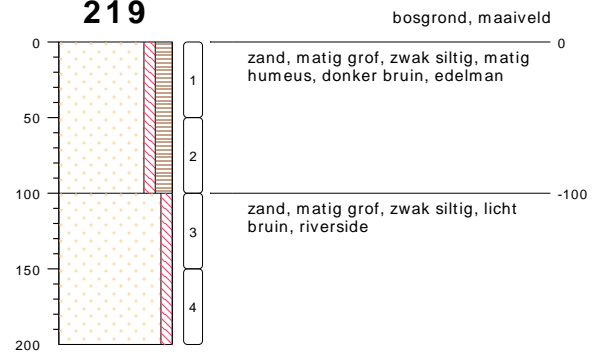 219
bosgrond, maaiveld
0
0
zand, matig grof, zwak siltig, matig
humeus, donker bruin, edelman
1
50
2
100
-100
zand, matig grof, zwak siltig, licht
bruin, riverside
3
150
4
200